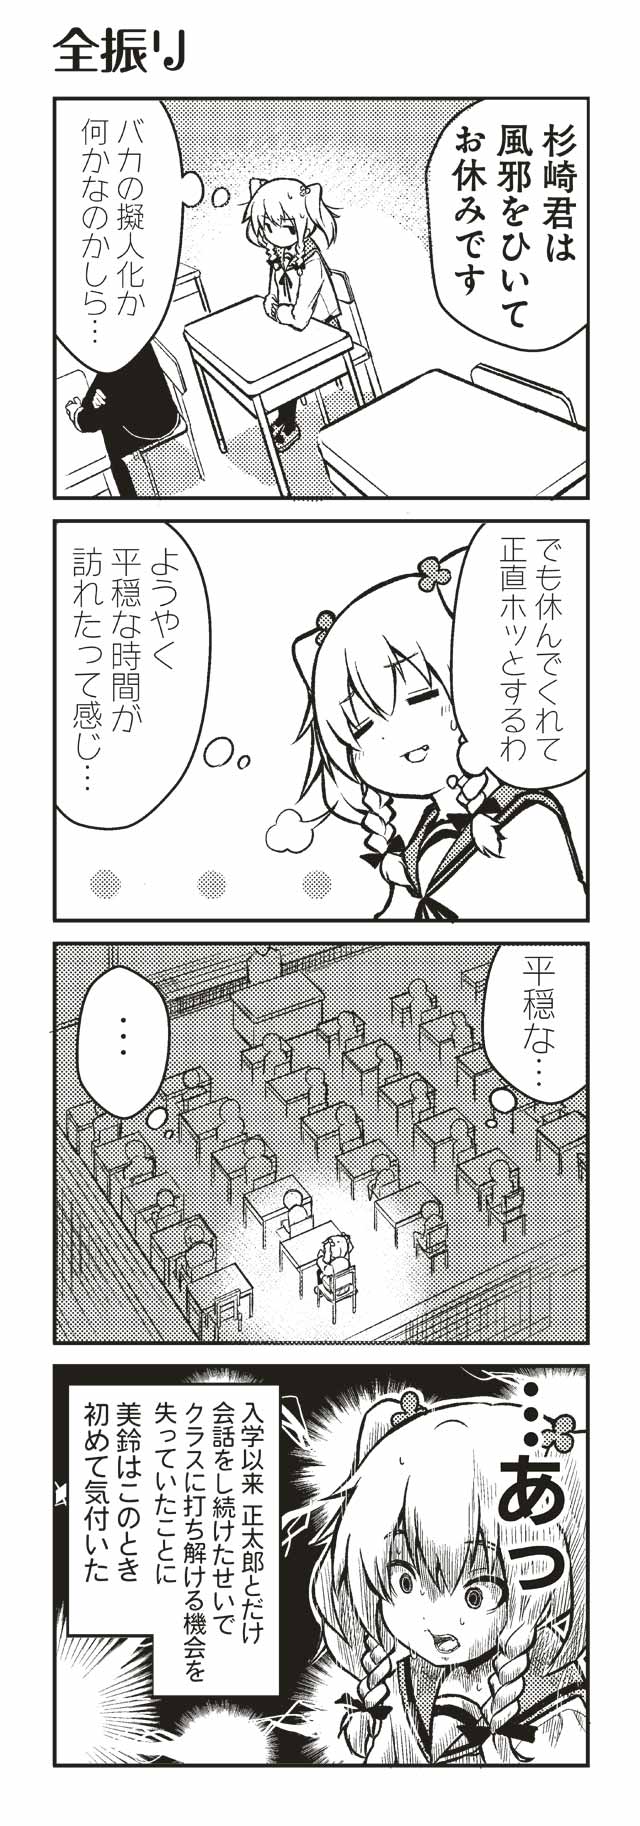 全振り
杉崎君は
風邪をひいて
お休みです
バカの擬人化か
何かなのかしら…
でも休んでくれて
正直ホッとするわ
ようやく
平穏な時間が
訪れたって感じ…
平穏な…
…
…あっ
入学以来 正太郎とだけ
会話をし続けたせいで
クラスに打ち解ける機会を
失っていたことに
美鈴はこのとき
初めて気付いた